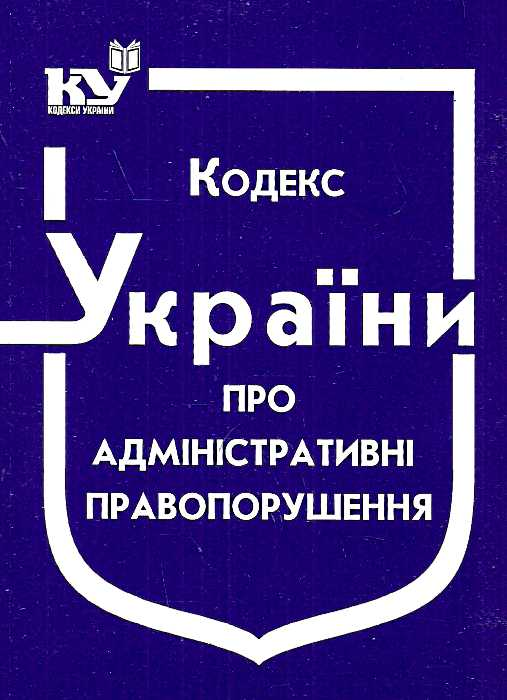 КУ
КОДЕКСИ УКРАЇНИ
Кодекс
України
ПРО
АДМІНІСТРАТИВНІ
ПРАВОПОРУШЕННЯ